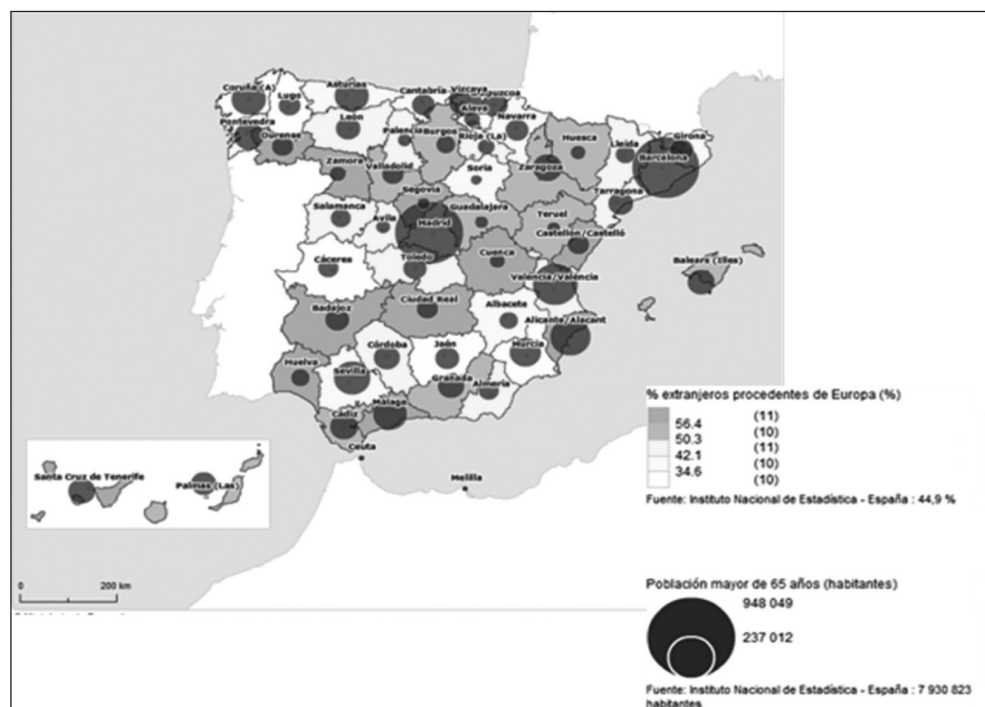 Coruña (A)
Lugo
Asturias
Cantabria
Vizcaya
Alava
Navarra
Pontevedra
Ourense
León
Burgos
Rioja (La)
Huesca
Lleida
Girona
Barcelona
Zamora
Valladolid
Soria
Zaragoza
Tarragona
Segovia
Salamanca
Avila
Madrid
Guadalajara
Teruel
Castellón/Castelló
Cáceres
Toledo
Cuenca
Valencia/València
Balears (Illes)
Badajoz
Ciudad Real
Albacete
Alicante/Alacant
Huelva
Sevilla
Córdoba
Jaén
Murcia
Granada
Almería
Cádiz
Málaga
Ceuta
Melilla
Santa Cruz de Tenerife
Palmas (Las)
0 200 km
% extranjeros procedentes de Europa (%)
(11)
56.4
(10)
50.3
(11)
42.1
(10)
34.6
(10)
Fuente: Instituto Nacional de Estadística - España : 44,9 %
Población mayor de 65 años (habitantes)
948 049
237 012
Fuente: Instituto Nacional de Estadística - España : 7 930 823
habitantes